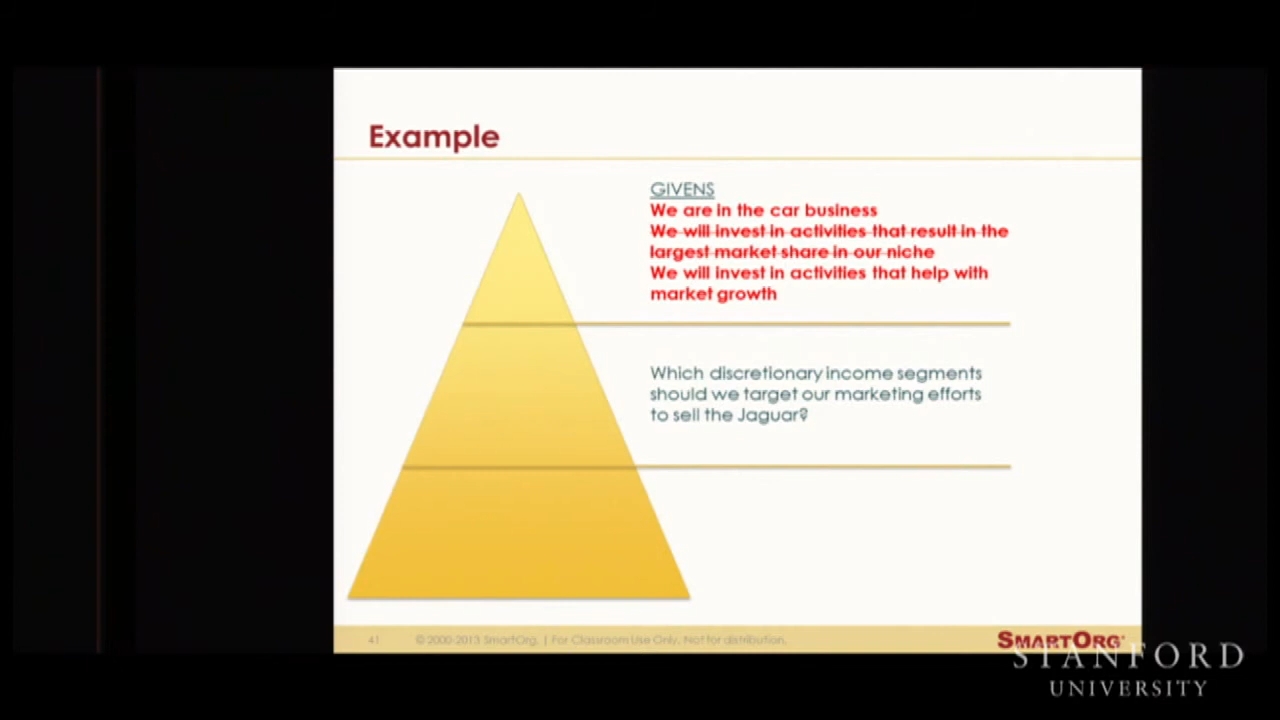 Example
GIVENS
We are in the car business
We will invest in activities that result in the
largest market share in our niche
We will invest in activities that help with
market growth
Which discretionary income segments
should we target our marketing efforts
to sell the Jaguar?
41 © 2000-2013 SmartOrg. | For Classroom Use Only. Not for distribution.
SMARTORG
STANFORD
UNIVERSITY